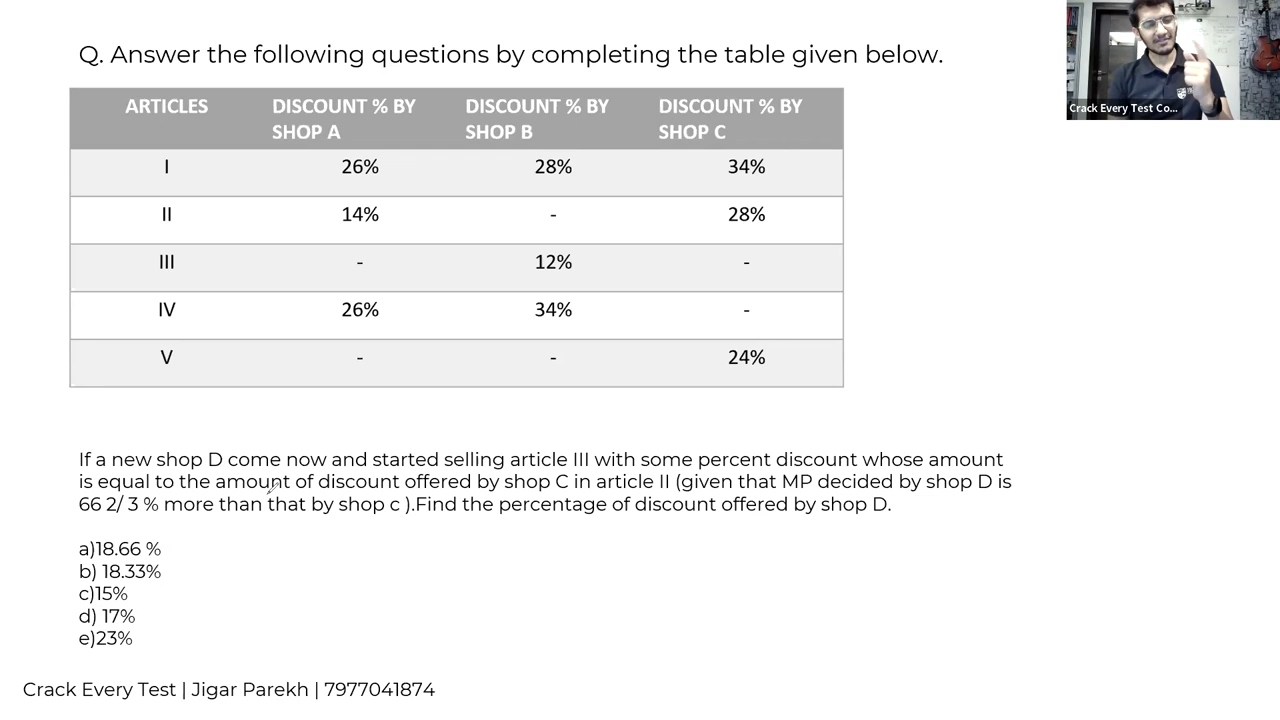 Q. Answer the following questions by completing the table given below.
ARTICLES DISCOUNT % BY SHOP A DISCOUNT % BY SHOP B DISCOUNT % BY SHOP C
I 26% 28% 34%
II 14% - 28%
III - 12% -
IV 26% 34% -
V - - 24%
If a new shop D come now and started selling article III with some percent discount whose amount
is equal to the amount of discount offered by shop C in article II (given that MP decided by shop D is
66 2/ 3 % more than that by shop c ).Find the percentage of discount offered by shop D.
a)18.66 %
b) 18.33%
c)15%
d) 17%
e)23%
Crack Every Test | Jigar Parekh | 7977041874
Crack Every Test Co...